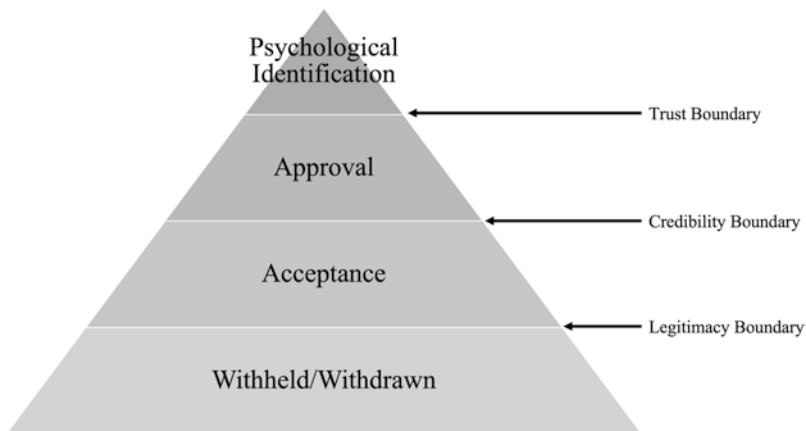 Psychological
Identification
Trust Boundary
Approval
Credibility Boundary
Acceptance
Legitimacy Boundary
Withheld/Withdrawn